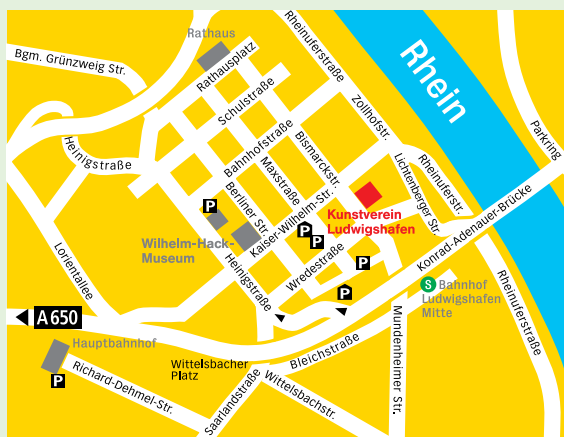 Rathaus
Bgm. Grünzweig Str.
Rathausplatz
Rheinuferstraße
Rhein
Schulstraße
Zollhofstr.
Parkring
Heinigstraße
Bahnhofstraße
Maxstraße
Bismarckstr.
Lichtenberger Str.
Rheinuferstr.
Berliner Str.
P
Kaiser-Wilhelm-Str.
Kunstverein
Ludwigshafen
Konrad-Adenauer-Brücke
Wilhelm-Hack-
Museum
P
P
Wredestraße
P
Lorientallee
Heinigstraße
S Bahnhof
Ludwigshafen
Mitte
P
Rheinuferstraße
A 650
Mundenheimer Str.
Hauptbahnhof
Bleichstraße
Wittelsbacher
Platz
P
Richard-Dehmel-Str.
Saarlandstraße
Wittelsbachstr.